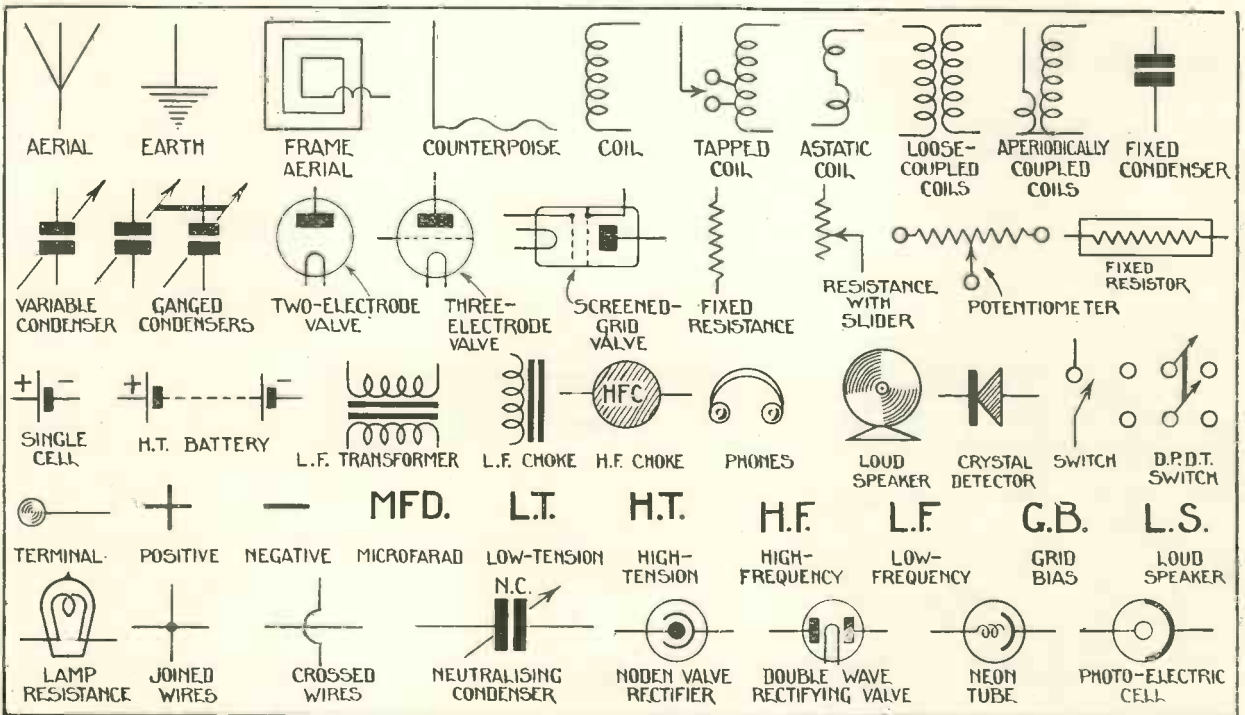 AERIAL
EARTH
FRAME
AERIAL
COUNTERPOISE
COIL
TAPPED
COIL
ASTATIC
COIL
LOOSE-
COUPLED
COILS
APERIODICALLY
COUPLED
COILS
FIXED
CONDENSER
VARIABLE
CONDENSER
GANGED
CONDENSERS
TWO-ELECTRODE
VALVE
THREE-
ELECTRODE
VALVE
SCREENED-
GRID
VALVE
FIXED
RESISTANCE
RESISTANCE
WITH
SLIDER
POTENTIOMETER
FIXED
RESISTOR
+ -
SINGLE
CELL
+ -
H.T. BATTERY
L.F. TRANSFORMER
L.F. CHOKE
HFC
H.F. CHOKE
PHONES
LOUD
SPEAKER
CRYSTAL
DETECTOR
SWITCH
D.P.D.T.
SWITCH
TERMINAL.
+
POSITIVE
-
NEGATIVE
MFD.
MICROFARAD
L.T.
LOW-TENSION
H.T.
HIGH-
TENSION
H.F.
HIGH-
FREQUENCY
L.F.
LOW-
FREQUENCY
G.B.
GRID
BIAS
L.S.
LOUD
SPEAKER
LAMP
RESISTANCE
JOINED
WIRES
CROSSED
WIRES
N.C.
NEUTRALISING
CONDENSER
NODEN VALVE
RECTIFIER
DOUBLE WAVE
RECTIFYING VALVE
NEON
TUBE
PHOTO-ELECTRIC
CELL